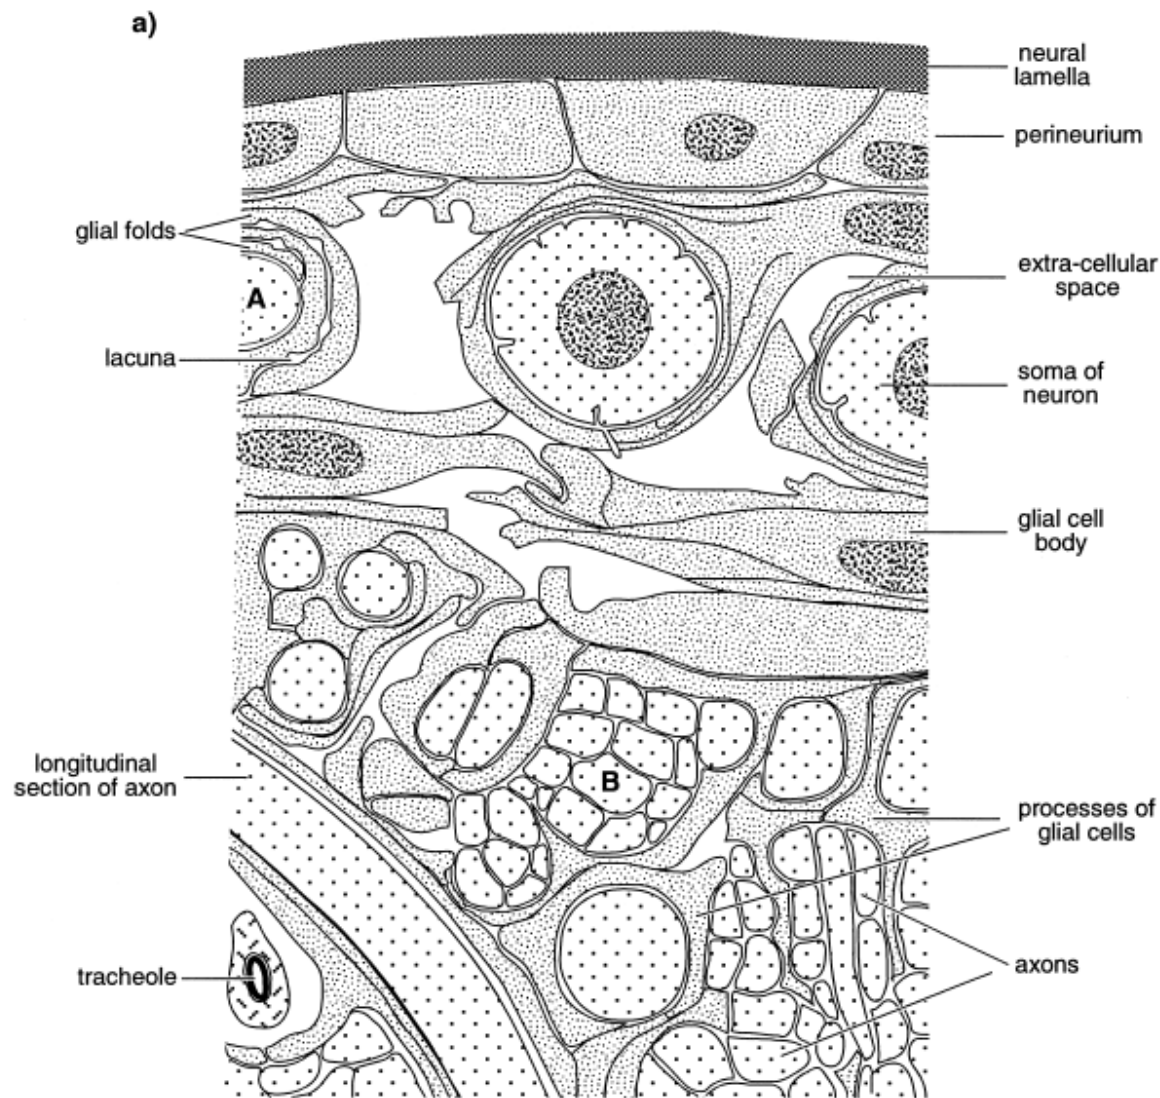 a)
neural
lamella
perineurium
glial folds
extra-cellular
space
A
lacuna
soma of
neuron
glial cell
body
longitudinal
section of axon
B
processes of
glial cells
tracheole
axons